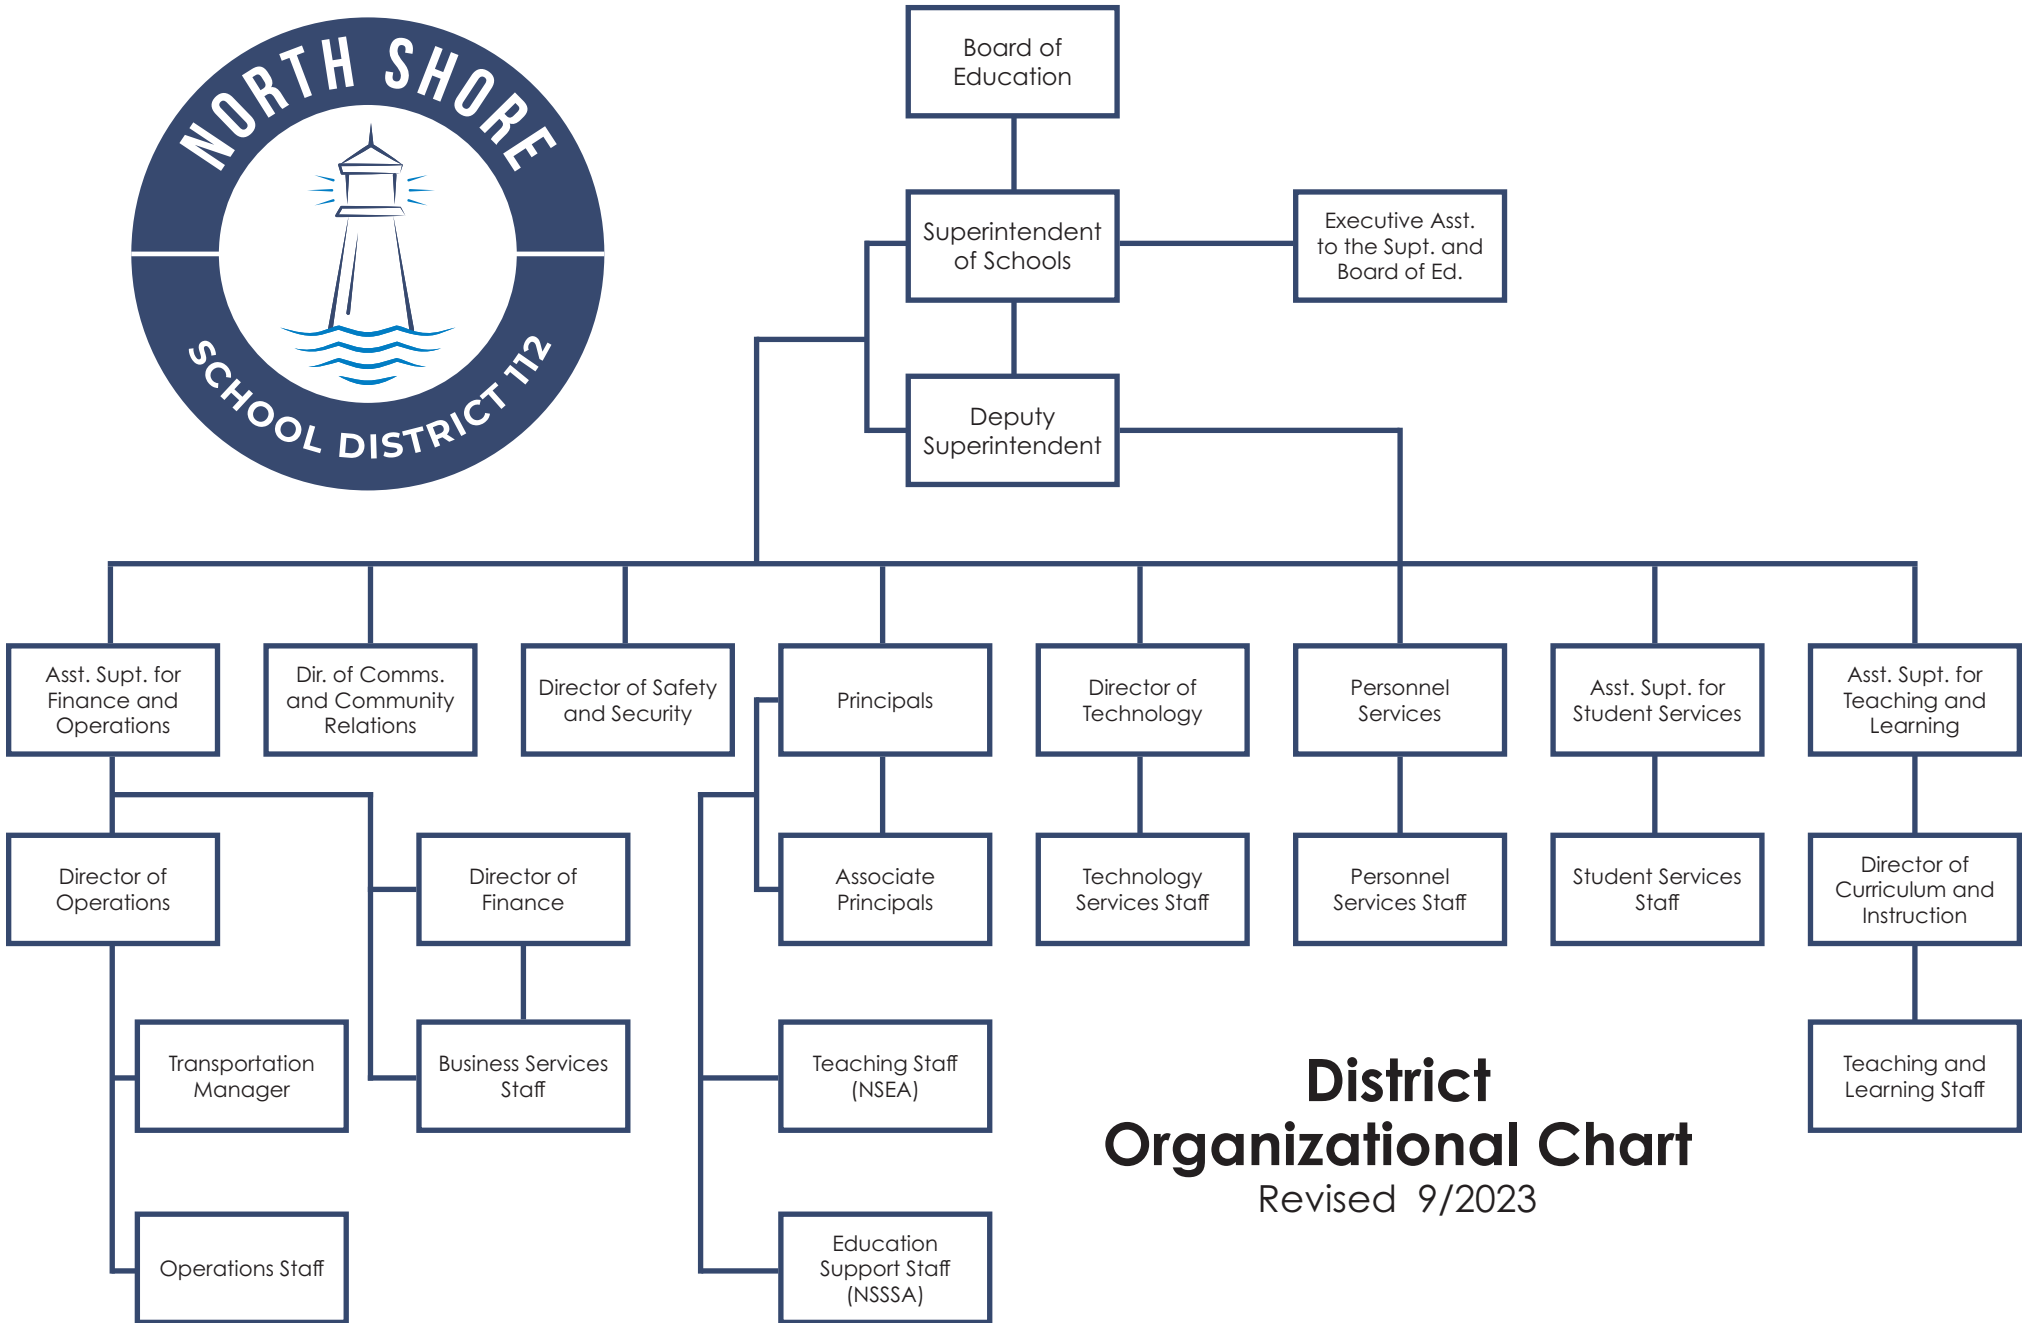 NORTH SHORE
SCHOOL DISTRICT 112
Board of
Education
Superintendent
of Schools
Executive Asst.
to the Supt. and
Board of Ed.
Deputy
Superintendent
Asst. Supt. for
Finance and
Operations
Dir. of Comms.
and Community
Relations
Director of Safety
and Security
Principals
Director of
Technology
Personnel
Services
Asst. Supt. for
Student Services
Asst. Supt. for
Teaching and
Learning
Director of
Operations
Director of
Finance
Associate
Principals
Technology
Services Staff
Personnel
Services Staff
Student Services
Staff
Director of
Curriculum and
Instruction
Transportation
Manager
Business Services
Staff
Teaching Staff
(NSEA)
Teaching and
Learning Staff
Operations Staff
Education
Support Staff
(NSSSA)
District
Organizational Chart
Revised 9/2023